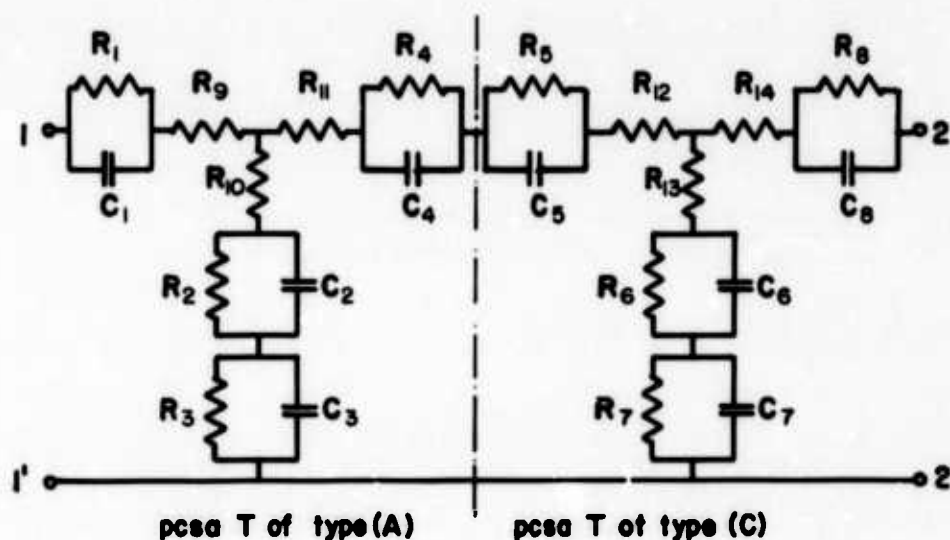 R1 R9 R11 R4 R5 R12 R14 R8
1 2
C1 R10 C4 C5 R13 C8
R2 C2 R6 C6
R3 C3 R7 C7
1' 2
pcsa T of type (A) pcsa T ot type (C)